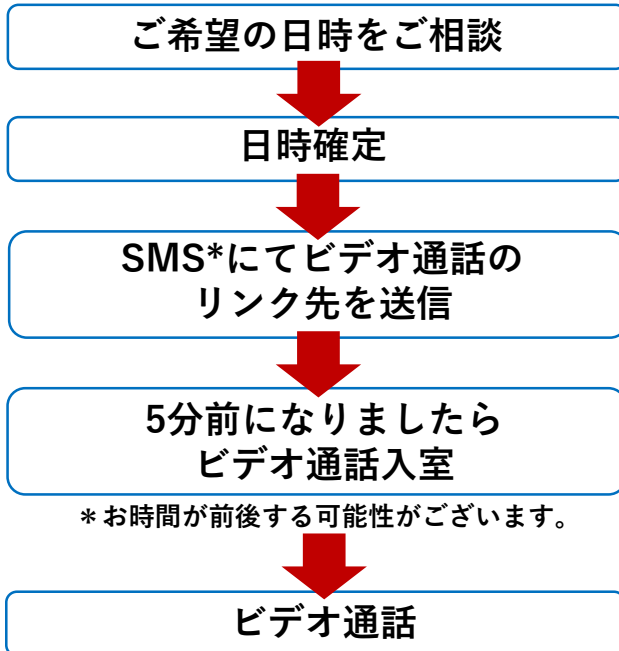 ご希望の日時をご相談
日時確定
SMS*にてビデオ通話の
リンク先を送信
5分前になりましたら
ビデオ通話入室
＊お時間が前後する可能性がございます。
ビデオ通話